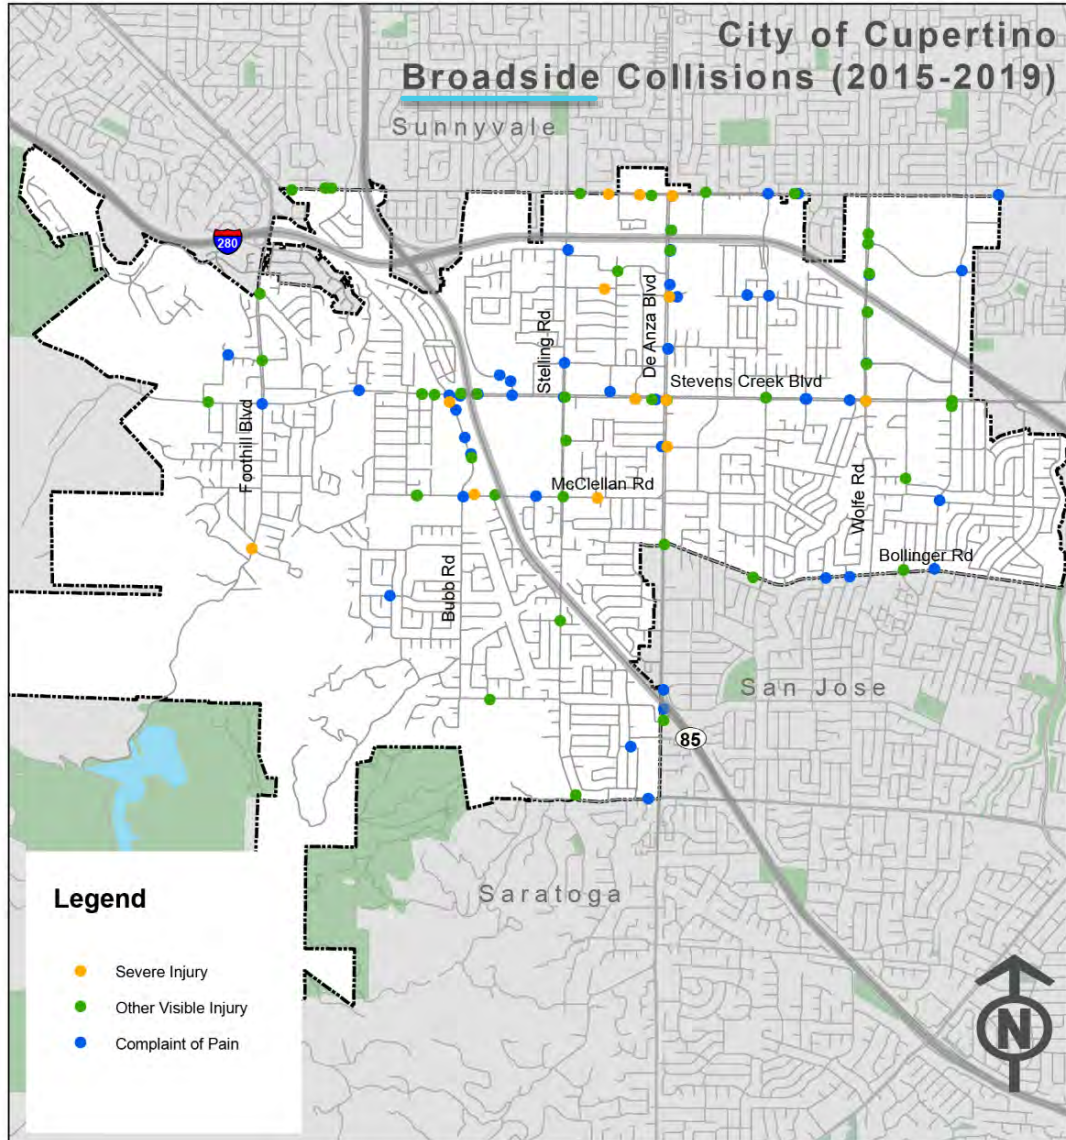 City of Cupertino
Broadside Collisions (2015-2019)
Sunnyvale
280
De Anza Blvd
Stelling Rd
Stevens Creek Blvd
Foothill Blvd
McClellan Rd
Wolfe Rd
Bollinger Rd
Bubb Rd
San Jose
85
Saratoga
Legend
Severe Injury
Other Visible Injury
Complaint of Pain
N